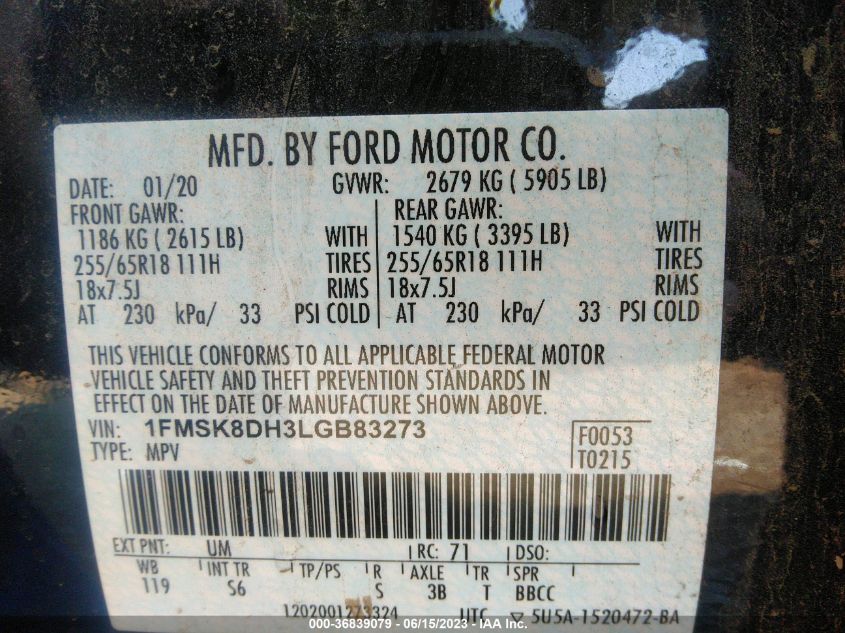 MFD. BY FORD MOTOR CO.
DATE: 01/20 GVWR: 2679 KG ( 5905 LB)
FRONT GAWR: REAR GAWR:
1186 KG ( 2615 LB) WITH 1540 KG ( 3395 LB) WITH
255/65R18 111H TIRES 255/65R18 111H TIRES
18x7.5J RIMS 18x7.5J RIMS
AT 230 kPa/ 33 PSI COLD AT 230 kPa/ 33 PSI COLD
THIS VEHICLE CONFORMS TO ALL APPLICABLE FEDERAL MOTOR
VEHICLE SAFETY AND THEFT PREVENTION STANDARDS IN
EFFECT ON THE DATE OF MANUFACTURE SHOWN ABOVE.
VIN: 1FMSK8DH3LGB83273 F0053
TYPE: MPV T0215
EXT PNT: UM RC: 71 DSO:
WB INT TR TP/PS R AXLE TR SPR
119 S6 S 3B T BBCC
1202001273324 UTC ▽ 5U5A-1520472-BA
000-36839079 - 06/15/2023 - IAAI.COM, INC.